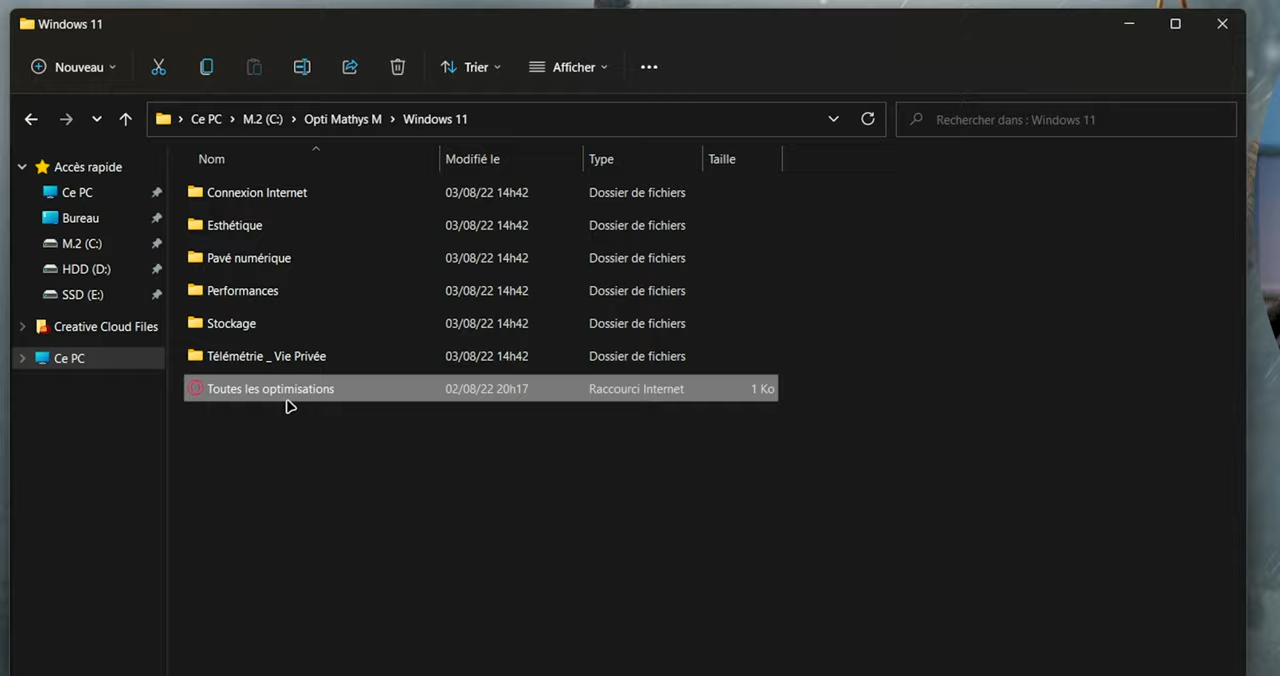 Windows 11
Nouveau
Trier
Afficher
Ce PC
M.2 (C:)
Opti Mathys M
Windows 11
Rechercher dans : Windows 11
Accès rapide
Ce PC
Bureau
M.2 (C:)
HDD (D:)
SSD (E:)
Creative Cloud Files
Ce PC
Nom Modifié le Type Taille
Connexion Internet 03/08/22 14h42 Dossier de fichiers
Esthétique 03/08/22 14h42 Dossier de fichiers
Pavé numérique 03/08/22 14h42 Dossier de fichiers
Performances 03/08/22 14h42 Dossier de fichiers
Stockage 03/08/22 14h42 Dossier de fichiers
Télémétrie _ Vie Privée 03/08/22 14h42 Dossier de fichiers
Toutes les optimisations 02/08/22 20h17 Raccourci Internet 1 Ko